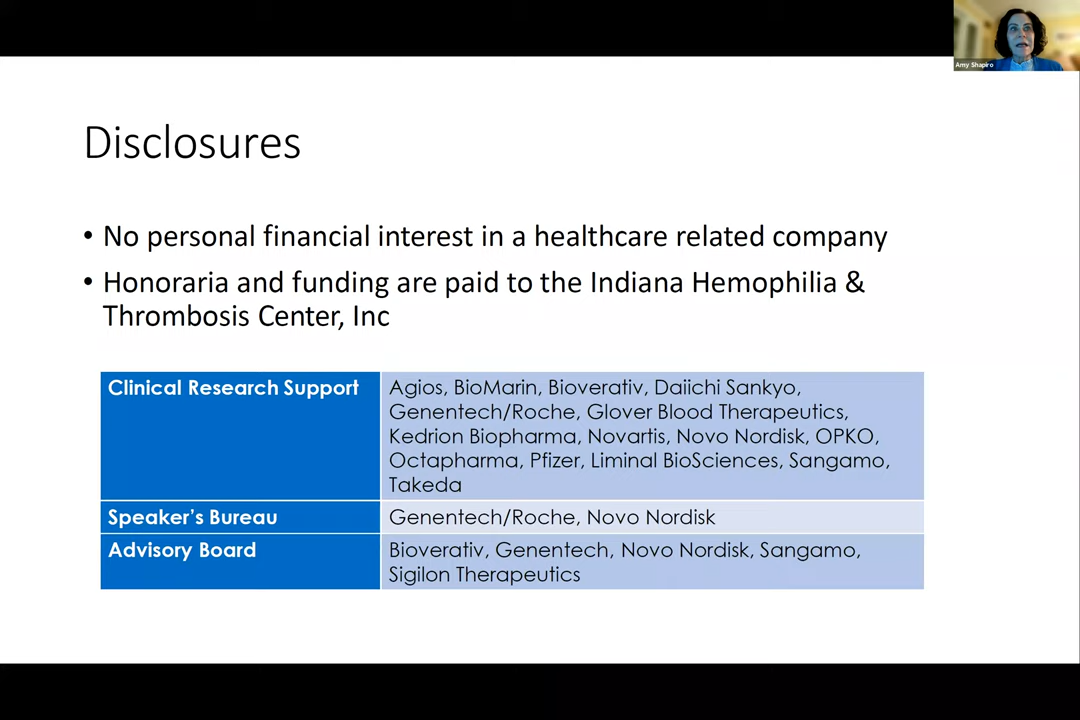 Amy Shapiro
Disclosures
• No personal financial interest in a healthcare related company
• Honoraria and funding are paid to the Indiana Hemophilia &
Thrombosis Center, Inc
Clinical Research Support
Agios, BioMarin, Bioverativ, Daiichi Sankyo,
Genentech/Roche, Glover Blood Therapeutics,
Kedrion Biopharma, Novartis, Novo Nordisk, OPKO,
Octapharma, Pfizer, Liminal BioSciences, Sangamo,
Takeda
Speaker's Bureau
Genentech/Roche, Novo Nordisk
Advisory Board
Bioverativ, Genentech, Novo Nordisk, Sangamo,
Sigilon Therapeutics